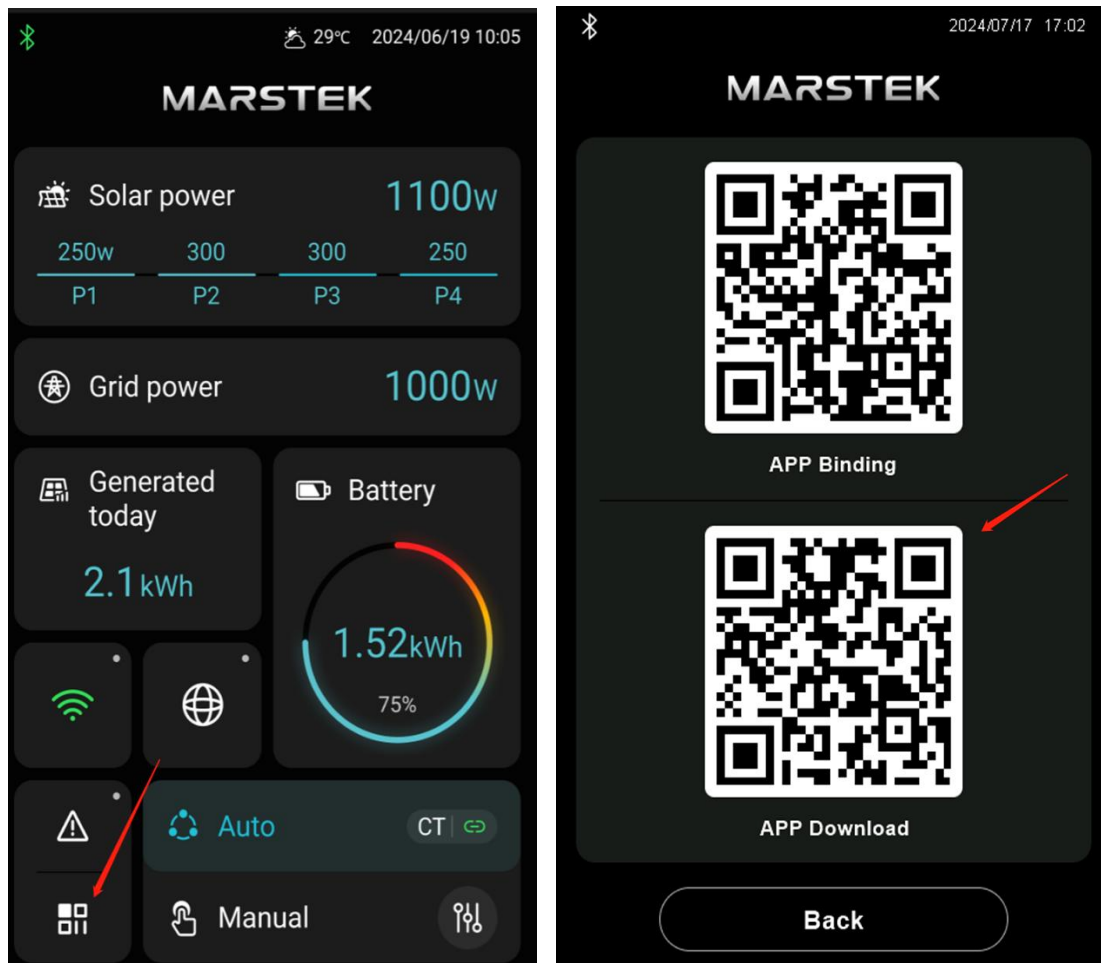 29℃ 2024/06/19 10:05
MARSTEK
Solar power 1100w
250w 300 300 250
P1 P2 P3 P4
Grid power 1000w
Generated
today
2.1kWh
Battery
1.52kWh
75%
Auto CT
Manual
2024/07/17 17:02
MARSTEK
APP Binding
APP Download
Back